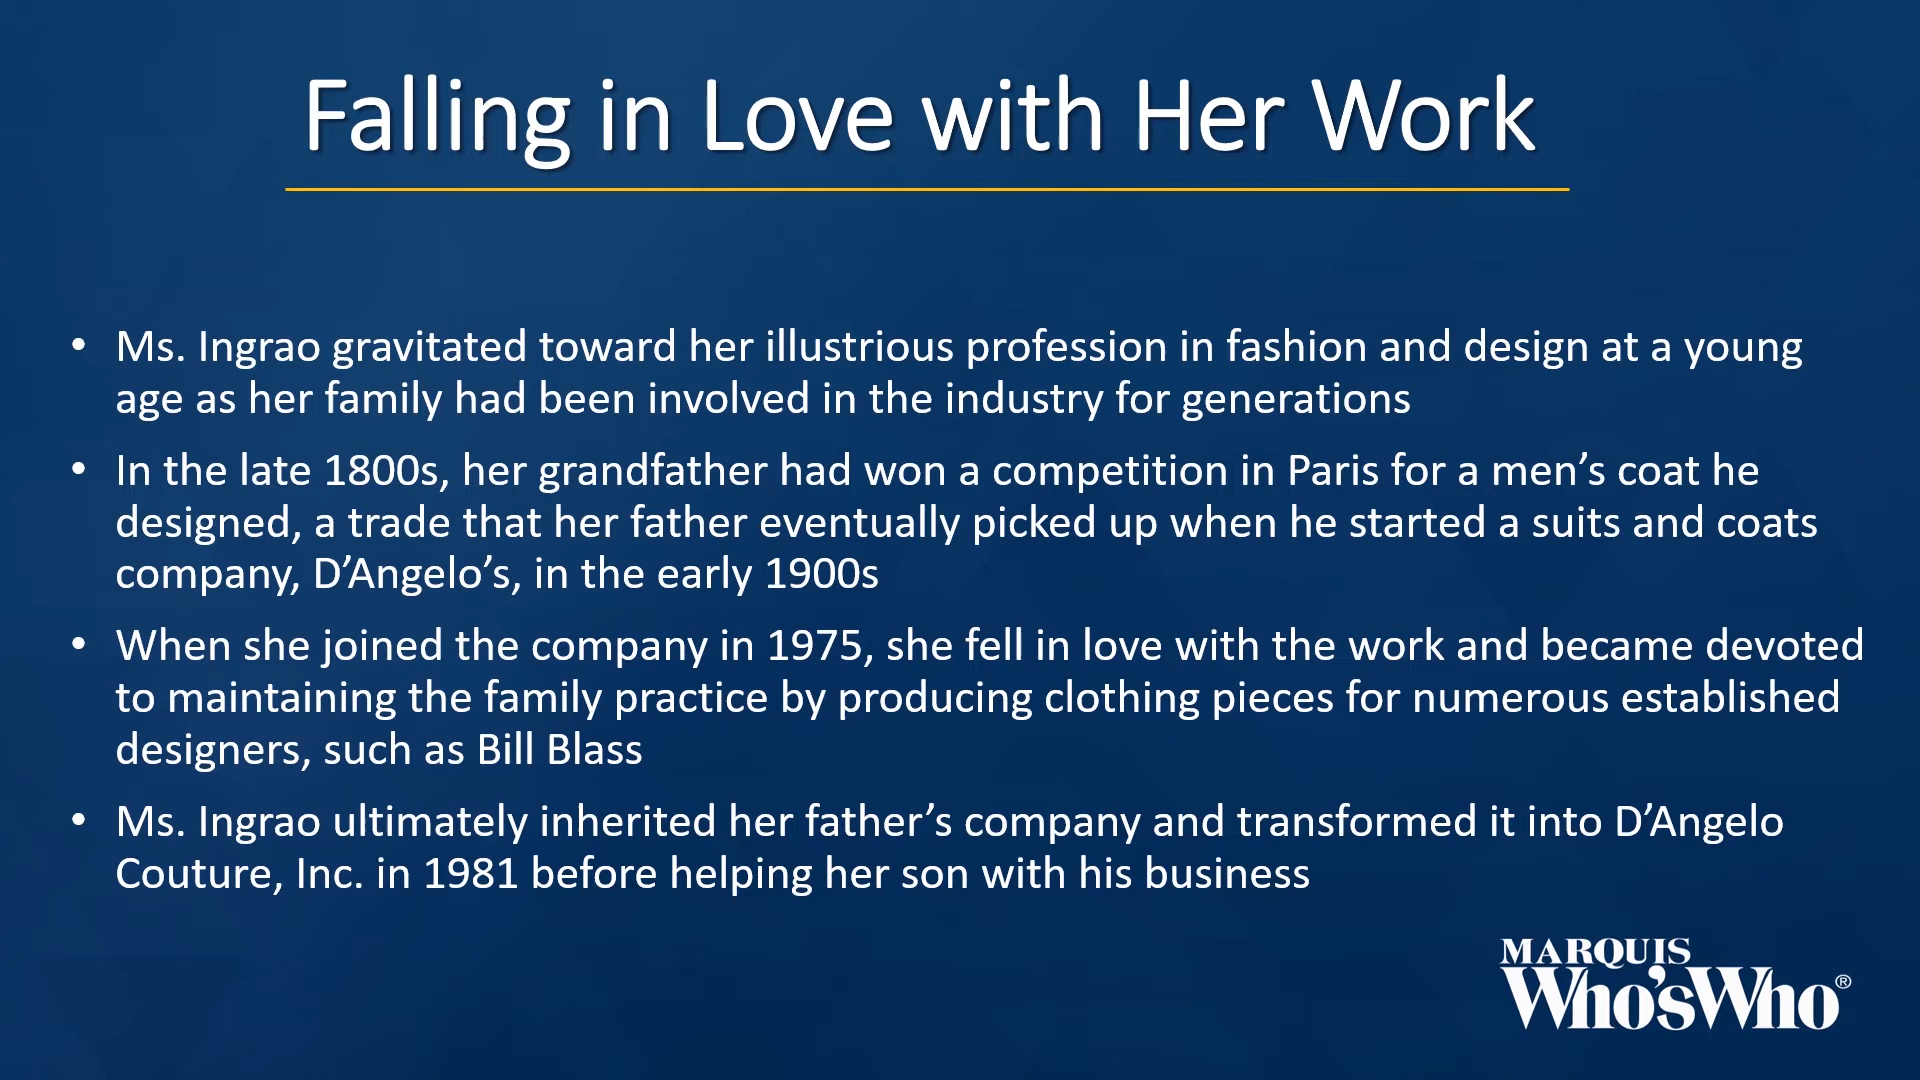 Falling in Love with Her Work
• Ms. Ingrao gravitated toward her illustrious profession in fashion and design at a young
age as her family had been involved in the industry for generations
• In the late 1800s, her grandfather had won a competition in Paris for a men’s coat he
designed, a trade that her father eventually picked up when he started a suits and coats
company, D’Angelo’s, in the early 1900s
• When she joined the company in 1975, she fell in love with the work and became devoted
to maintaining the family practice by producing clothing pieces for numerous established
designers, such as Bill Blass
• Ms. Ingrao ultimately inherited her father’s company and transformed it into D’Angelo
Couture, Inc. in 1981 before helping her son with his business
MARQUIS
Who'sWho®